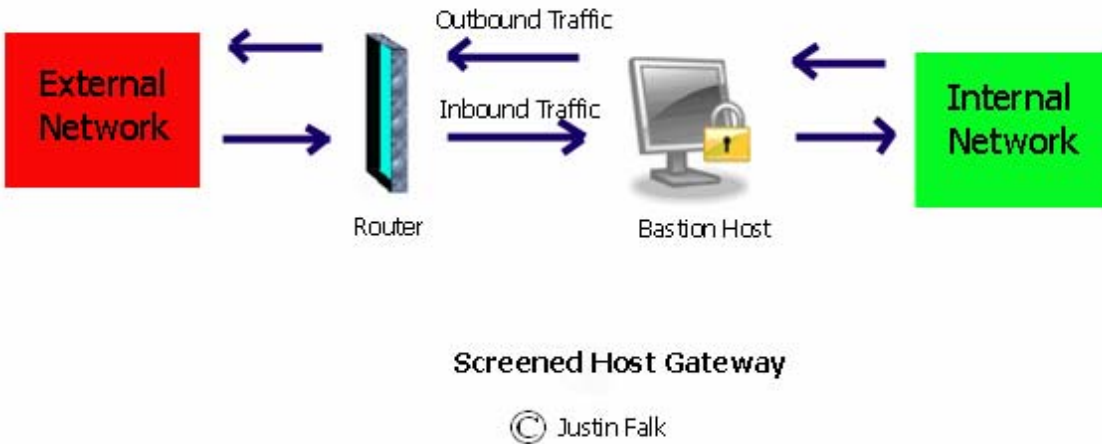 Outbound Traffic
External
Network
Inbound Traffic
Internal
Network
Router
Bastion Host
Screened Host Gateway
© Justin Falk